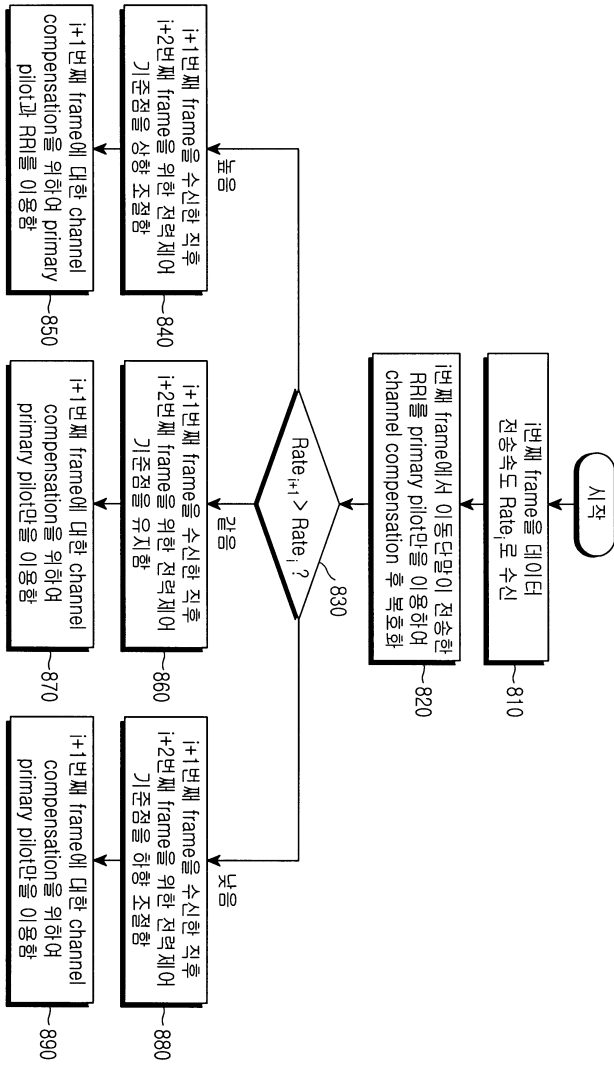 시작
i번째 frame을 데이터
전송속도 Rateᵢ로 수신
810
i번째 frame에서 이동단말이 전송한
RRI를 primary pilot만을 이용하여
channel compensation 후 복호화
820
Rate i+1 > Rate i ?
830
높음
같음
낮음
i+1번째 frame을 수신한 직후
i+2번째 frame을 위한 전력제어
기준점을 상향 조절함
840
i+1번째 frame에 대한 channel
compensation을 위하여 primary
pilot과 RRI를 이용함
850
i+1번째 frame을 수신한 직후
i+2번째 frame을 위한 전력제어
기준점을 유지함
860
i+1번째 frame에 대한 channel
compensation을 위하여
primary pilot만을 이용함
870
i+1번째 frame을 수신한 직후
i+2번째 frame을 위한 전력제어
기준점을 하향 조절함
880
i+1번째 frame에 대한 channel
compensation을 위하여
primary pilot만을 이용함
890